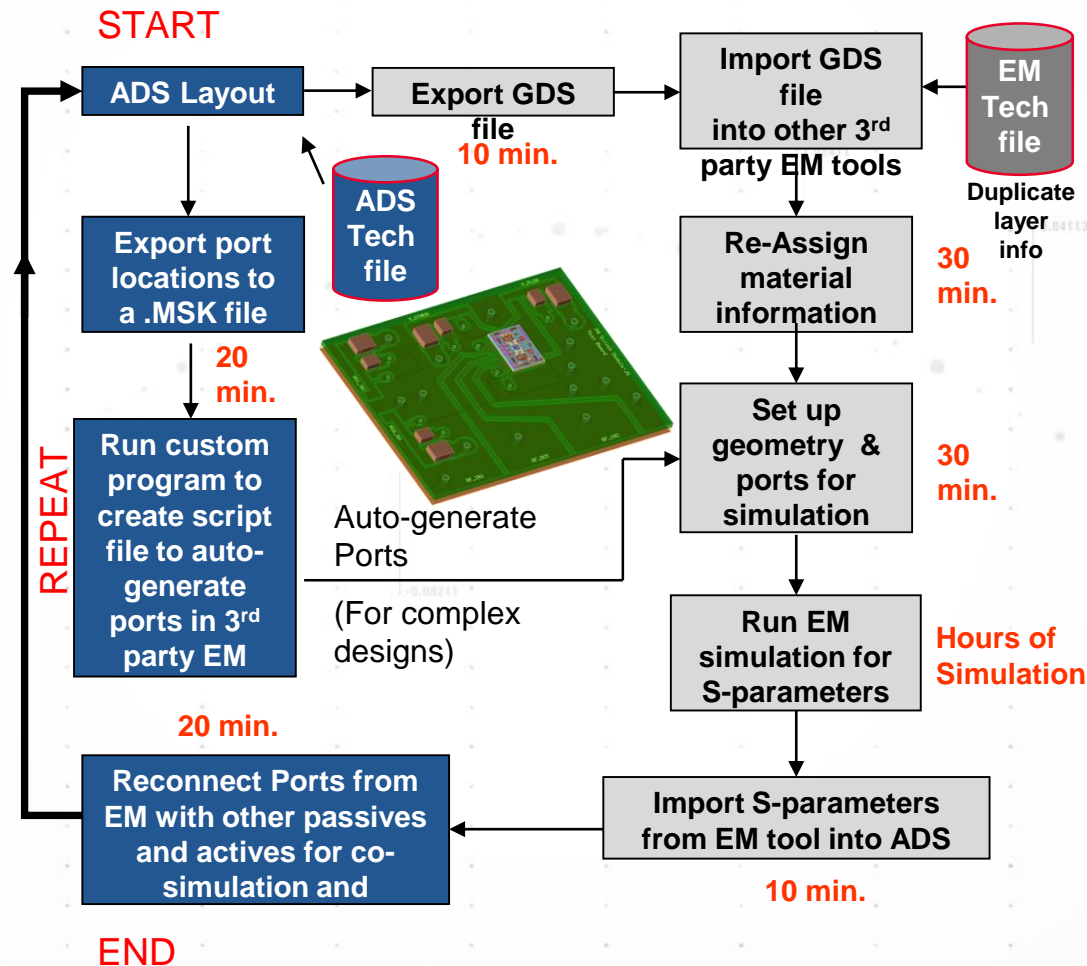 START
ADS Layout
Export GDS
file
10 min.
Import GDS
file
into other 3rd
party EM tools
EM
Tech
file
Duplicate
layer
info
ADS
Tech
file
Export port
locations to
a .MSK file
20
min.
Re-Assign
material
information
30
min.
Run custom
program to
create script
file to auto-
generate
ports in 3rd
party EM
REPEAT
Auto-generate
Ports
(For complex
designs)
Set up
geometry &
ports for
simulation
30
min.
-0.98211
Run EM
simulation for
S-parameters
Hours of
Simulation
20 min.
Reconnect Ports from
EM with other passives
and actives for co-
simulation and
Import S-parameters
from EM tool into ADS
10 min.
END